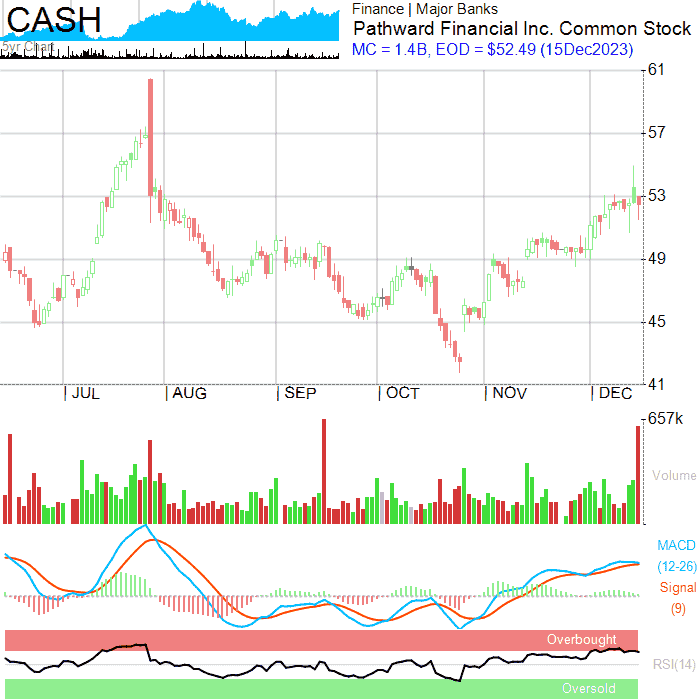 CASH
5yr Chart
Finance | Major Banks
Pathward Financial Inc. Common Stock
MC = 1.4B, EOD = $52.49 (15Dec2023)
61
57
53
49
45
41
JUL AUG SEP OCT NOV DEC
657k
Volume
MACD
(12-26)
Signal
(9)
Overbought
RSI(14)
Oversold